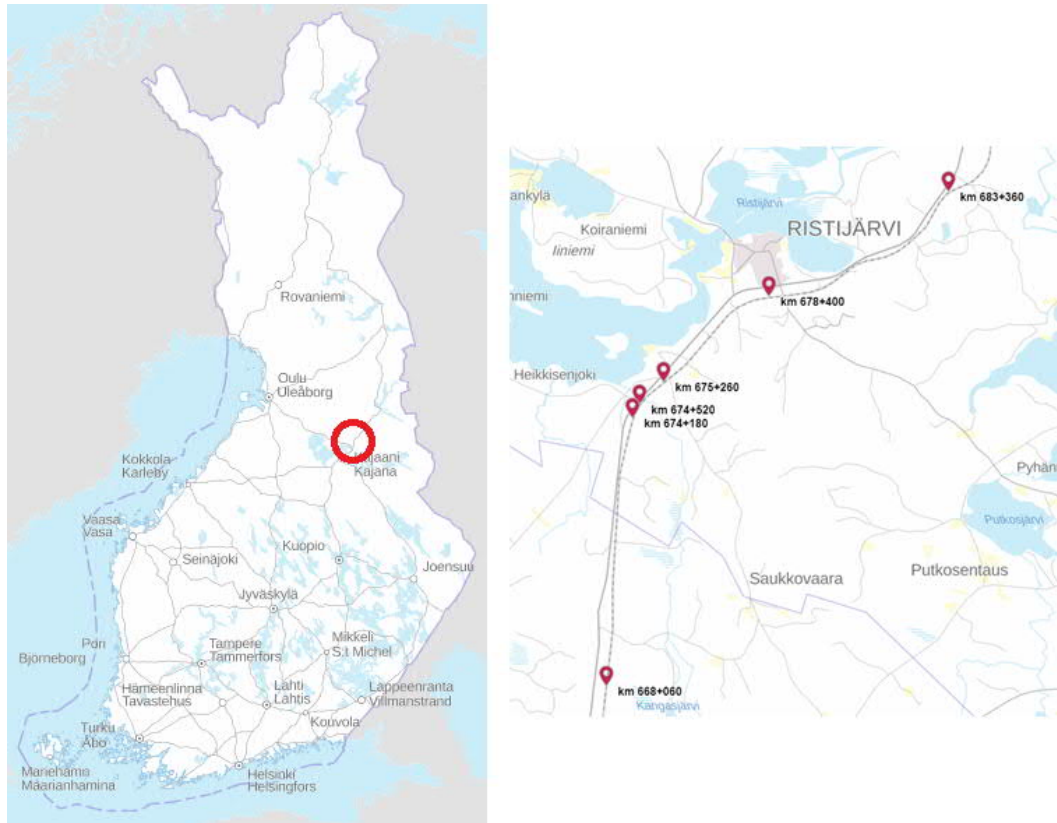 Rovaniemi
Oulu
Uleåborg
Kajaani
Kajana
Kokkola
Karleby
Vaasa
Vasa
Seinäjoki
Kuopio
Joensuu
Jyväskylä
Pori
Björneborg
Tampere
Tammerfors
Mikkeli
S:t Michel
Hämeenlinna
Tavastehus
Lahti
Lahtis
Lappeenranta
Villmanstrand
Kouvola
Turku
Åbo
Mariehamn
Maarianhamina
Helsinki
Helsingfors
ankylä
Ristijärvi
km 683+360
Koiraniemi
RISTIJÄRVI
Iiniemi
nniemi
km 678+400
Heikkisenjoki
km 675+260
km 674+520
km 674+180
Pyhän
Putkosjärvi
Saukkovaara
Putkosentaus
km 668+060
Kangasjärvi